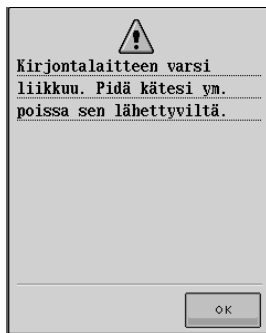 Kirjontalaitteen varsi
liikkuu. Pidä kätesi ym.
poissa sen lähettyviltä.
OK